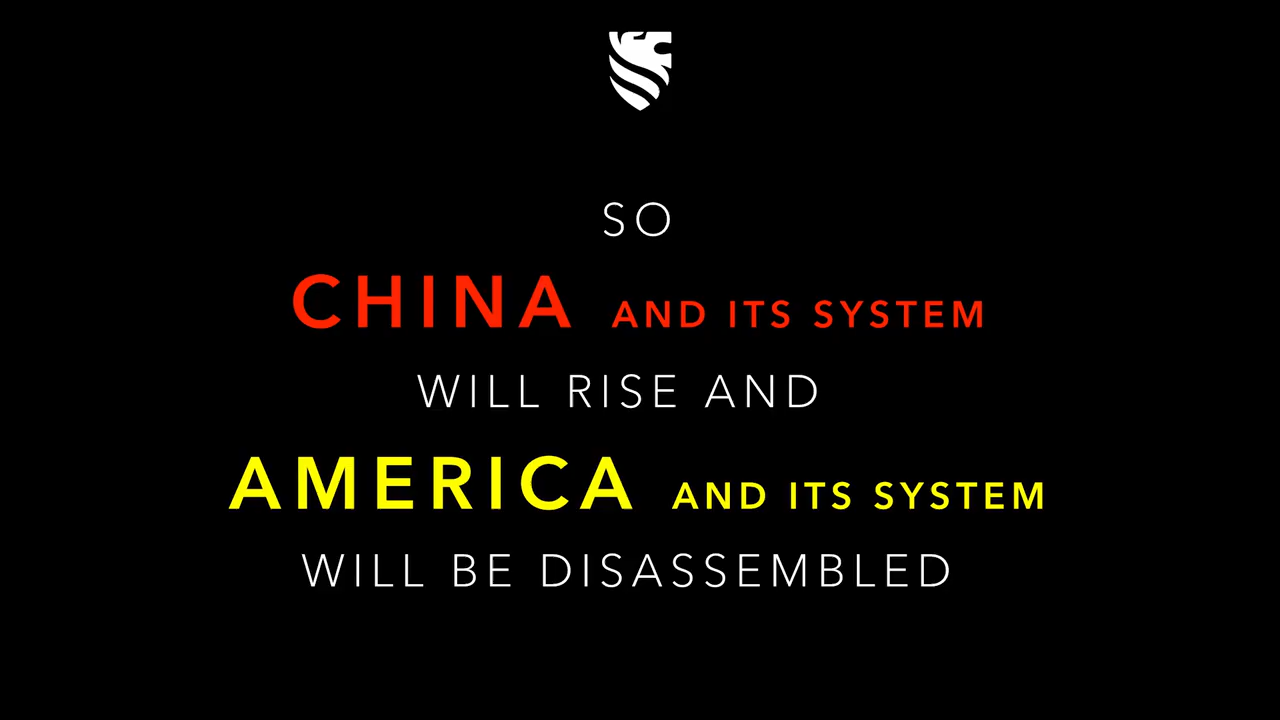 SO
CHINA AND ITS SYSTEM
WILL RISE AND
AMERICA AND ITS SYSTEM
WILL BE DISASSEMBLED